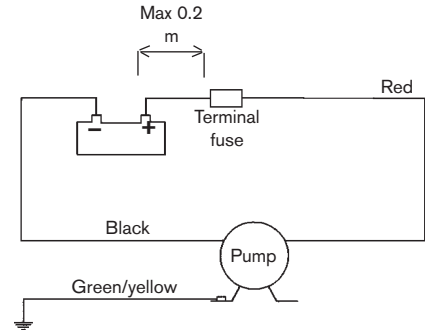 Max 0.2
m
Red
Terminal
fuse
− +
Black
Pump
Green/yellow